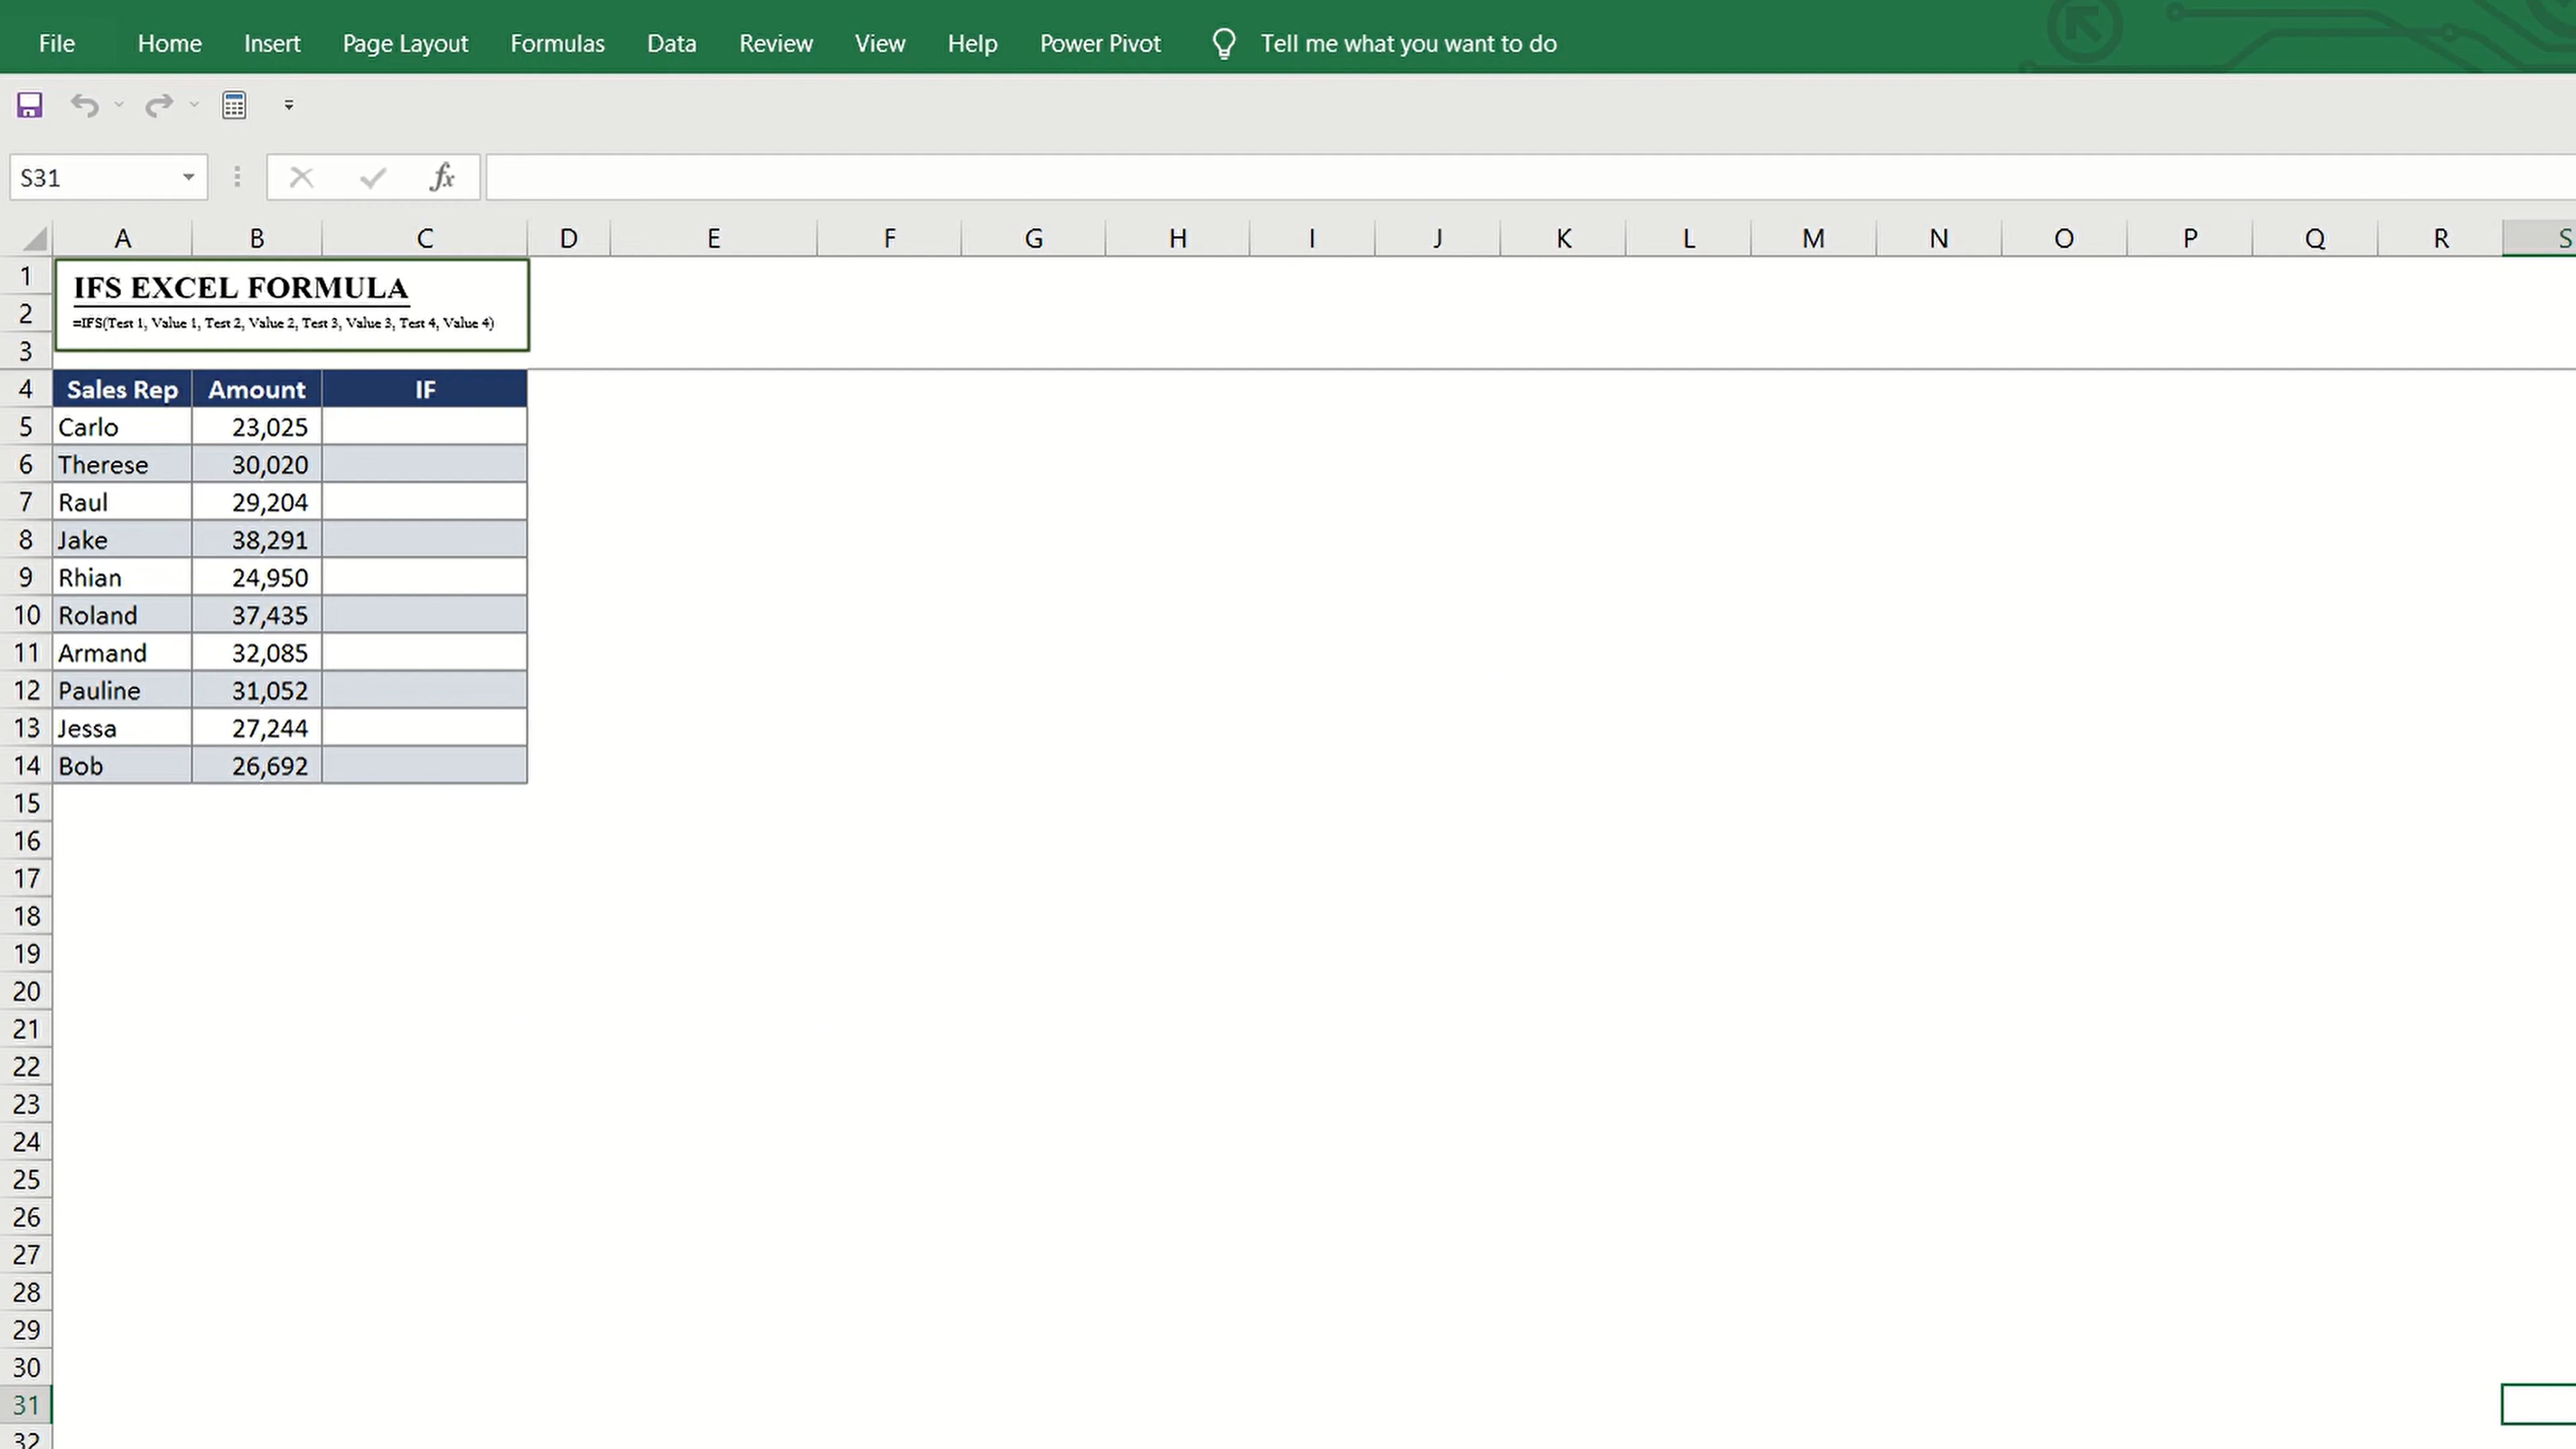 File Home Insert Page Layout Formulas Data Review View Help Power Pivot Tell me what you want to do
S31 fx
A B C D E F G H I J K L M N O P Q R S
1
IFS EXCEL FORMULA
2
=IFS(Test 1, Value 1, Test 2, Value 2, Test 3, Value 3, Test 4, Value 4)
3
4 Sales Rep Amount IF
5 Carlo 23,025
6 Therese 30,020
7 Raul 29,204
8 Jake 38,291
9 Rhian 24,950
10 Roland 37,435
11 Armand 32,085
12 Pauline 31,052
13 Jessa 27,244
14 Bob 26,692
15
16
17
18
19
20
21
22
23
24
25
26
27
28
29
30
31
32